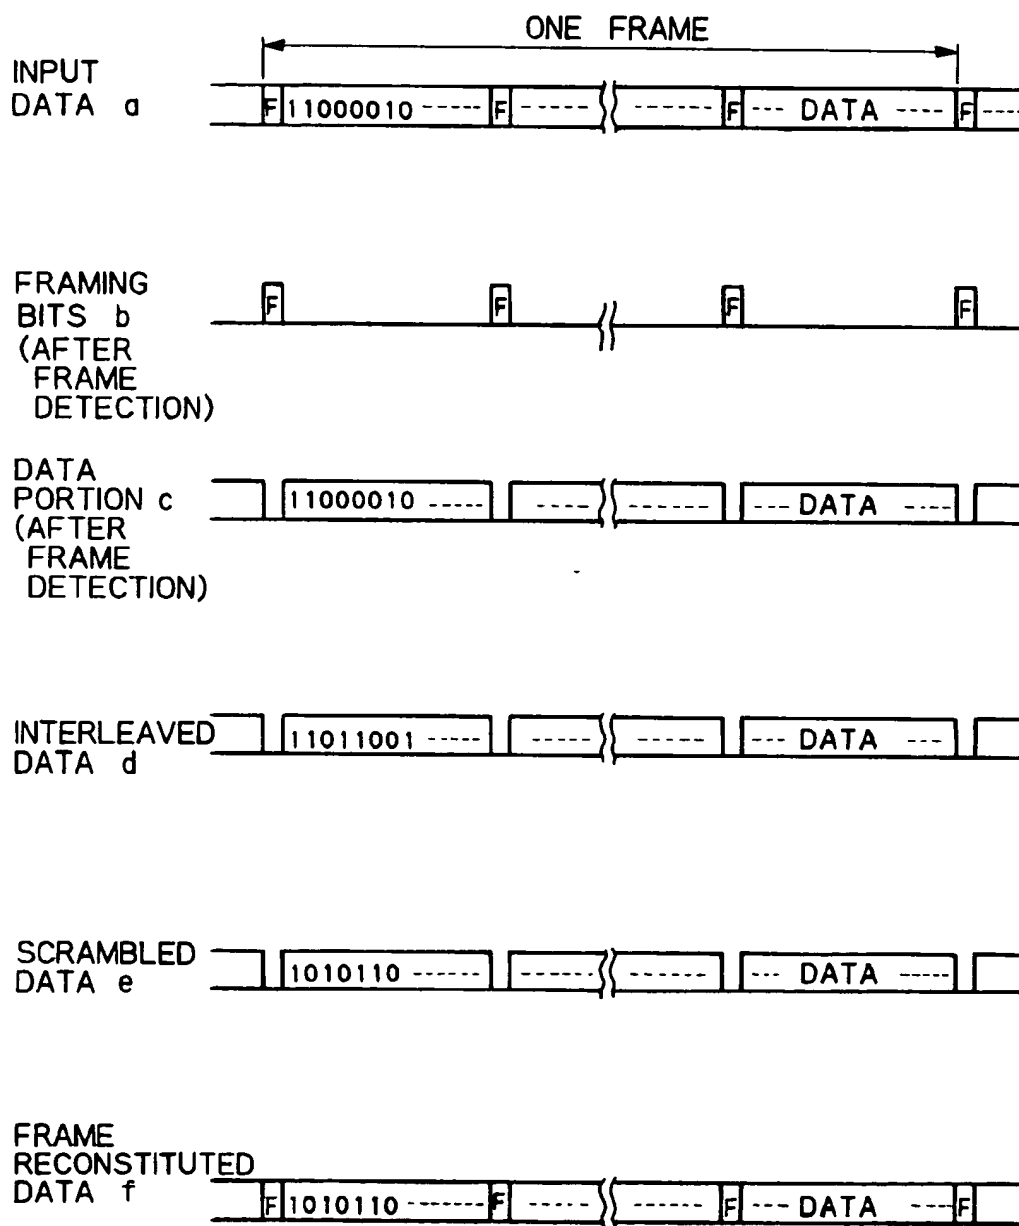 ONE FRAME
INPUT
DATA a
F 11000010 ----- F ----- ------ F --- DATA ---- F ----
FRAMING
BITS b
(AFTER
FRAME
DETECTION)
F F F F
DATA
PORTION c
(AFTER
FRAME
DETECTION)
11000010 ----- ----- ------ --- DATA ----
INTERLEAVED
DATA d
11011001 ----- ----- ------ --- DATA ----
SCRAMBLED
DATA e
1010110 ------ ----- ------ --- DATA -----
FRAME
RECONSTITUTED
DATA f
F 1010110 ------- F ----- ------ F --- DATA ---- F